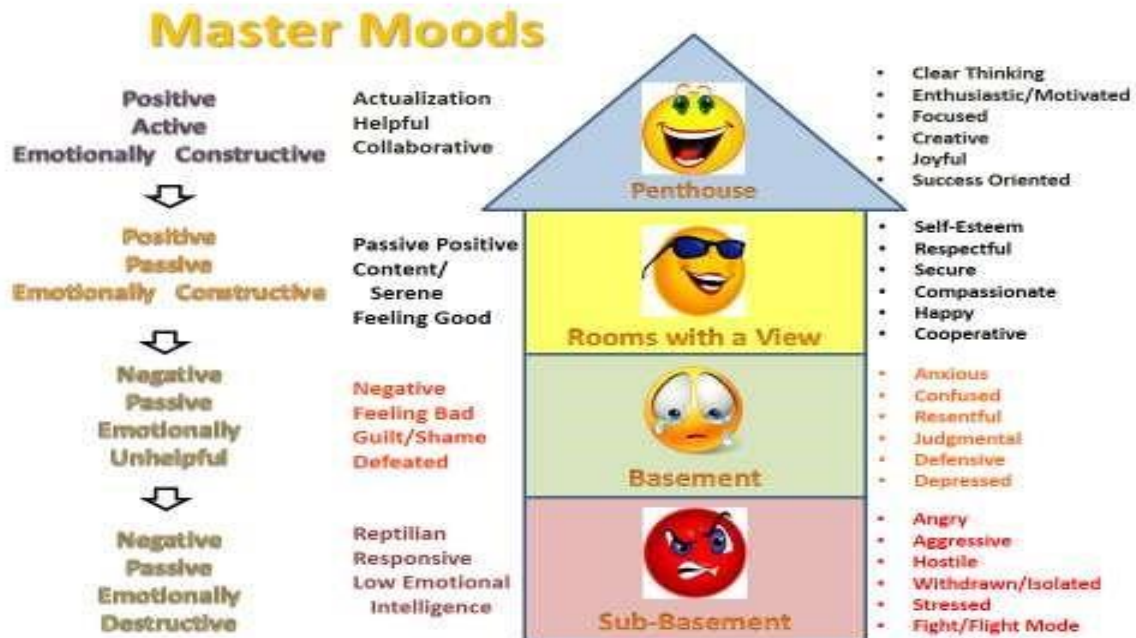 Master Moods
Positive
Active
Emotionally Constructive
Actualization
Helpful
Collaborative
Penthouse
• Clear Thinking
• Enthusiastic/Motivated
• Focused
• Creative
• Joyful
• Success Oriented
Positive
Passive
Emotionally Constructive
Passive Positive
Content/
Serene
Feeling Good
Rooms with a View
• Self-Esteem
• Respectful
• Secure
• Compassionate
• Happy
• Cooperative
Negative
Passive
Emotionally
Unhelpful
Negative
Feeling Bad
Guilt/Shame
Defeated
Basement
• Anxious
• Confused
• Resentful
• Judgmental
• Defensive
• Depressed
Negative
Passive
Emotionally
Destructive
Reptilian
Responsive
Low Emotional
Intelligence
Sub-Basement
• Angry
• Aggressive
• Hostile
• Withdrawn/Isolated
• Stressed
• Fight/Flight Mode